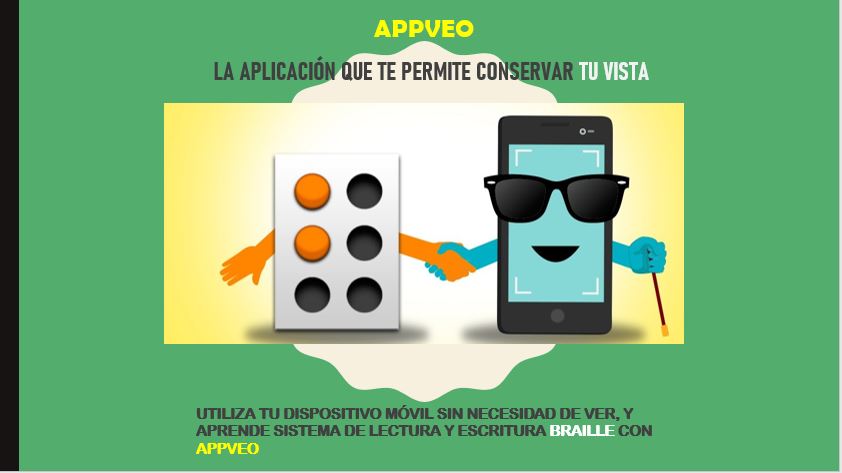 APPVEO
LA APLICACIÓN QUE TE PERMITE CONSERVAR TU VISTA
UTILIZA TU DISPOSITIVO MÓVIL SIN NECESIDAD DE VER, Y
APRENDE SISTEMA DE LECTURA Y ESCRITURA BRAILLE CON
APPVEO